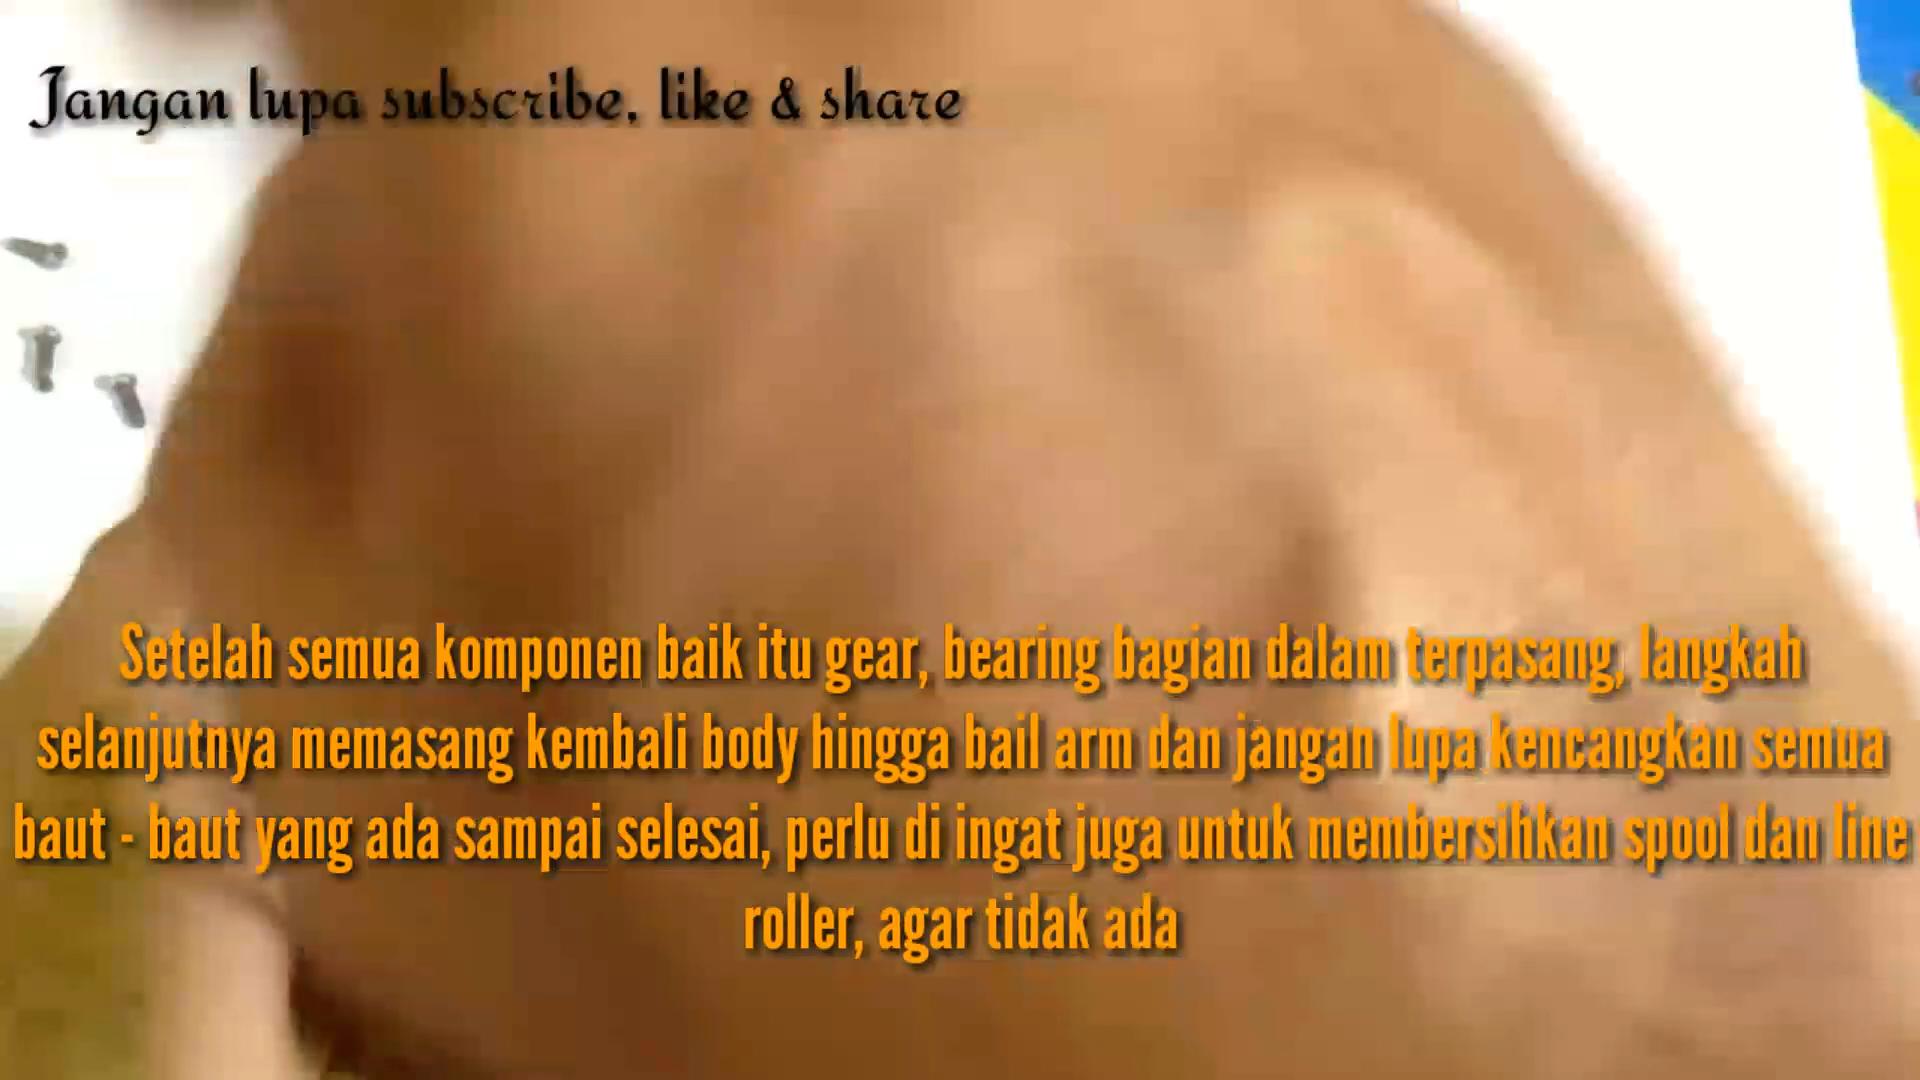 Jangan lupa subscribe, like & share
Setelah semua komponen baik itu gear, bearing bagian dalam terpasang, langkah
selanjutnya memasang kembali body hingga bail arm dan jangan lupa kencangkan semua
baut - baut yang ada sampai selesai, perlu di ingat juga untuk membersihkan spool dan line
roller, agar tidak ada